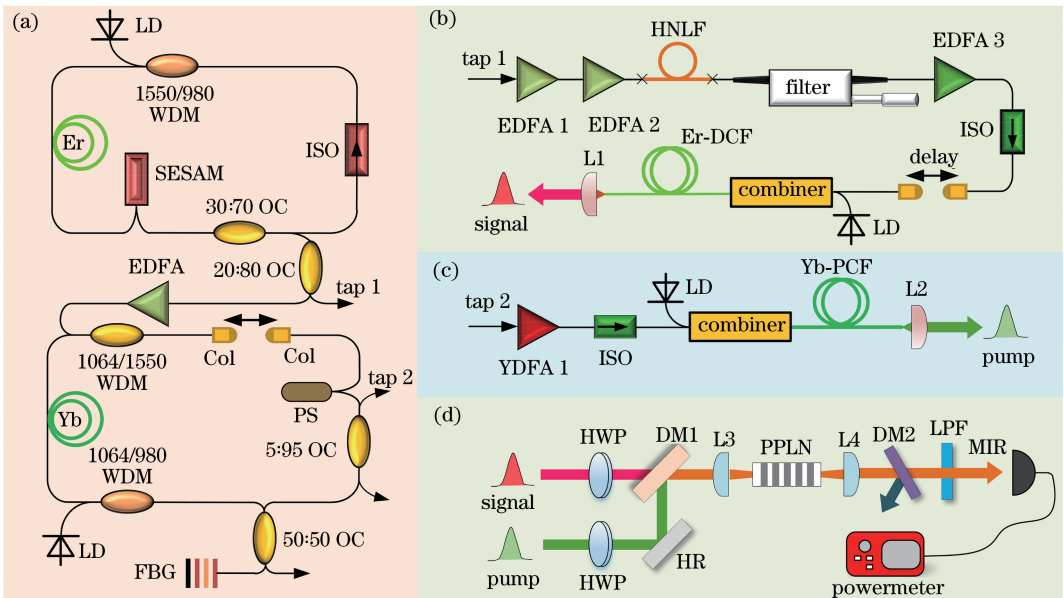 (a)
LD
1550/980
WDM
Er
ISO
SESAM
30:70 OC
20:80 OC
EDFA
tap 1
1064/1550
WDM
Col
Col
tap 2
PS
Yb
5:95 OC
1064/980
WDM
LD
50:50 OC
FBG
(b)
tap 1
EDFA 1
EDFA 2
HNLF
filter
EDFA 3
ISO
delay
Er-DCF
L1
combiner
LD
signal
(c)
tap 2
YDFA 1
ISO
LD
combiner
Yb-PCF
L2
pump
(d)
signal
HWP
DM1
L3
PPLN
L4
DM2
LPF
MIR
pump
HWP
HR
powermeter